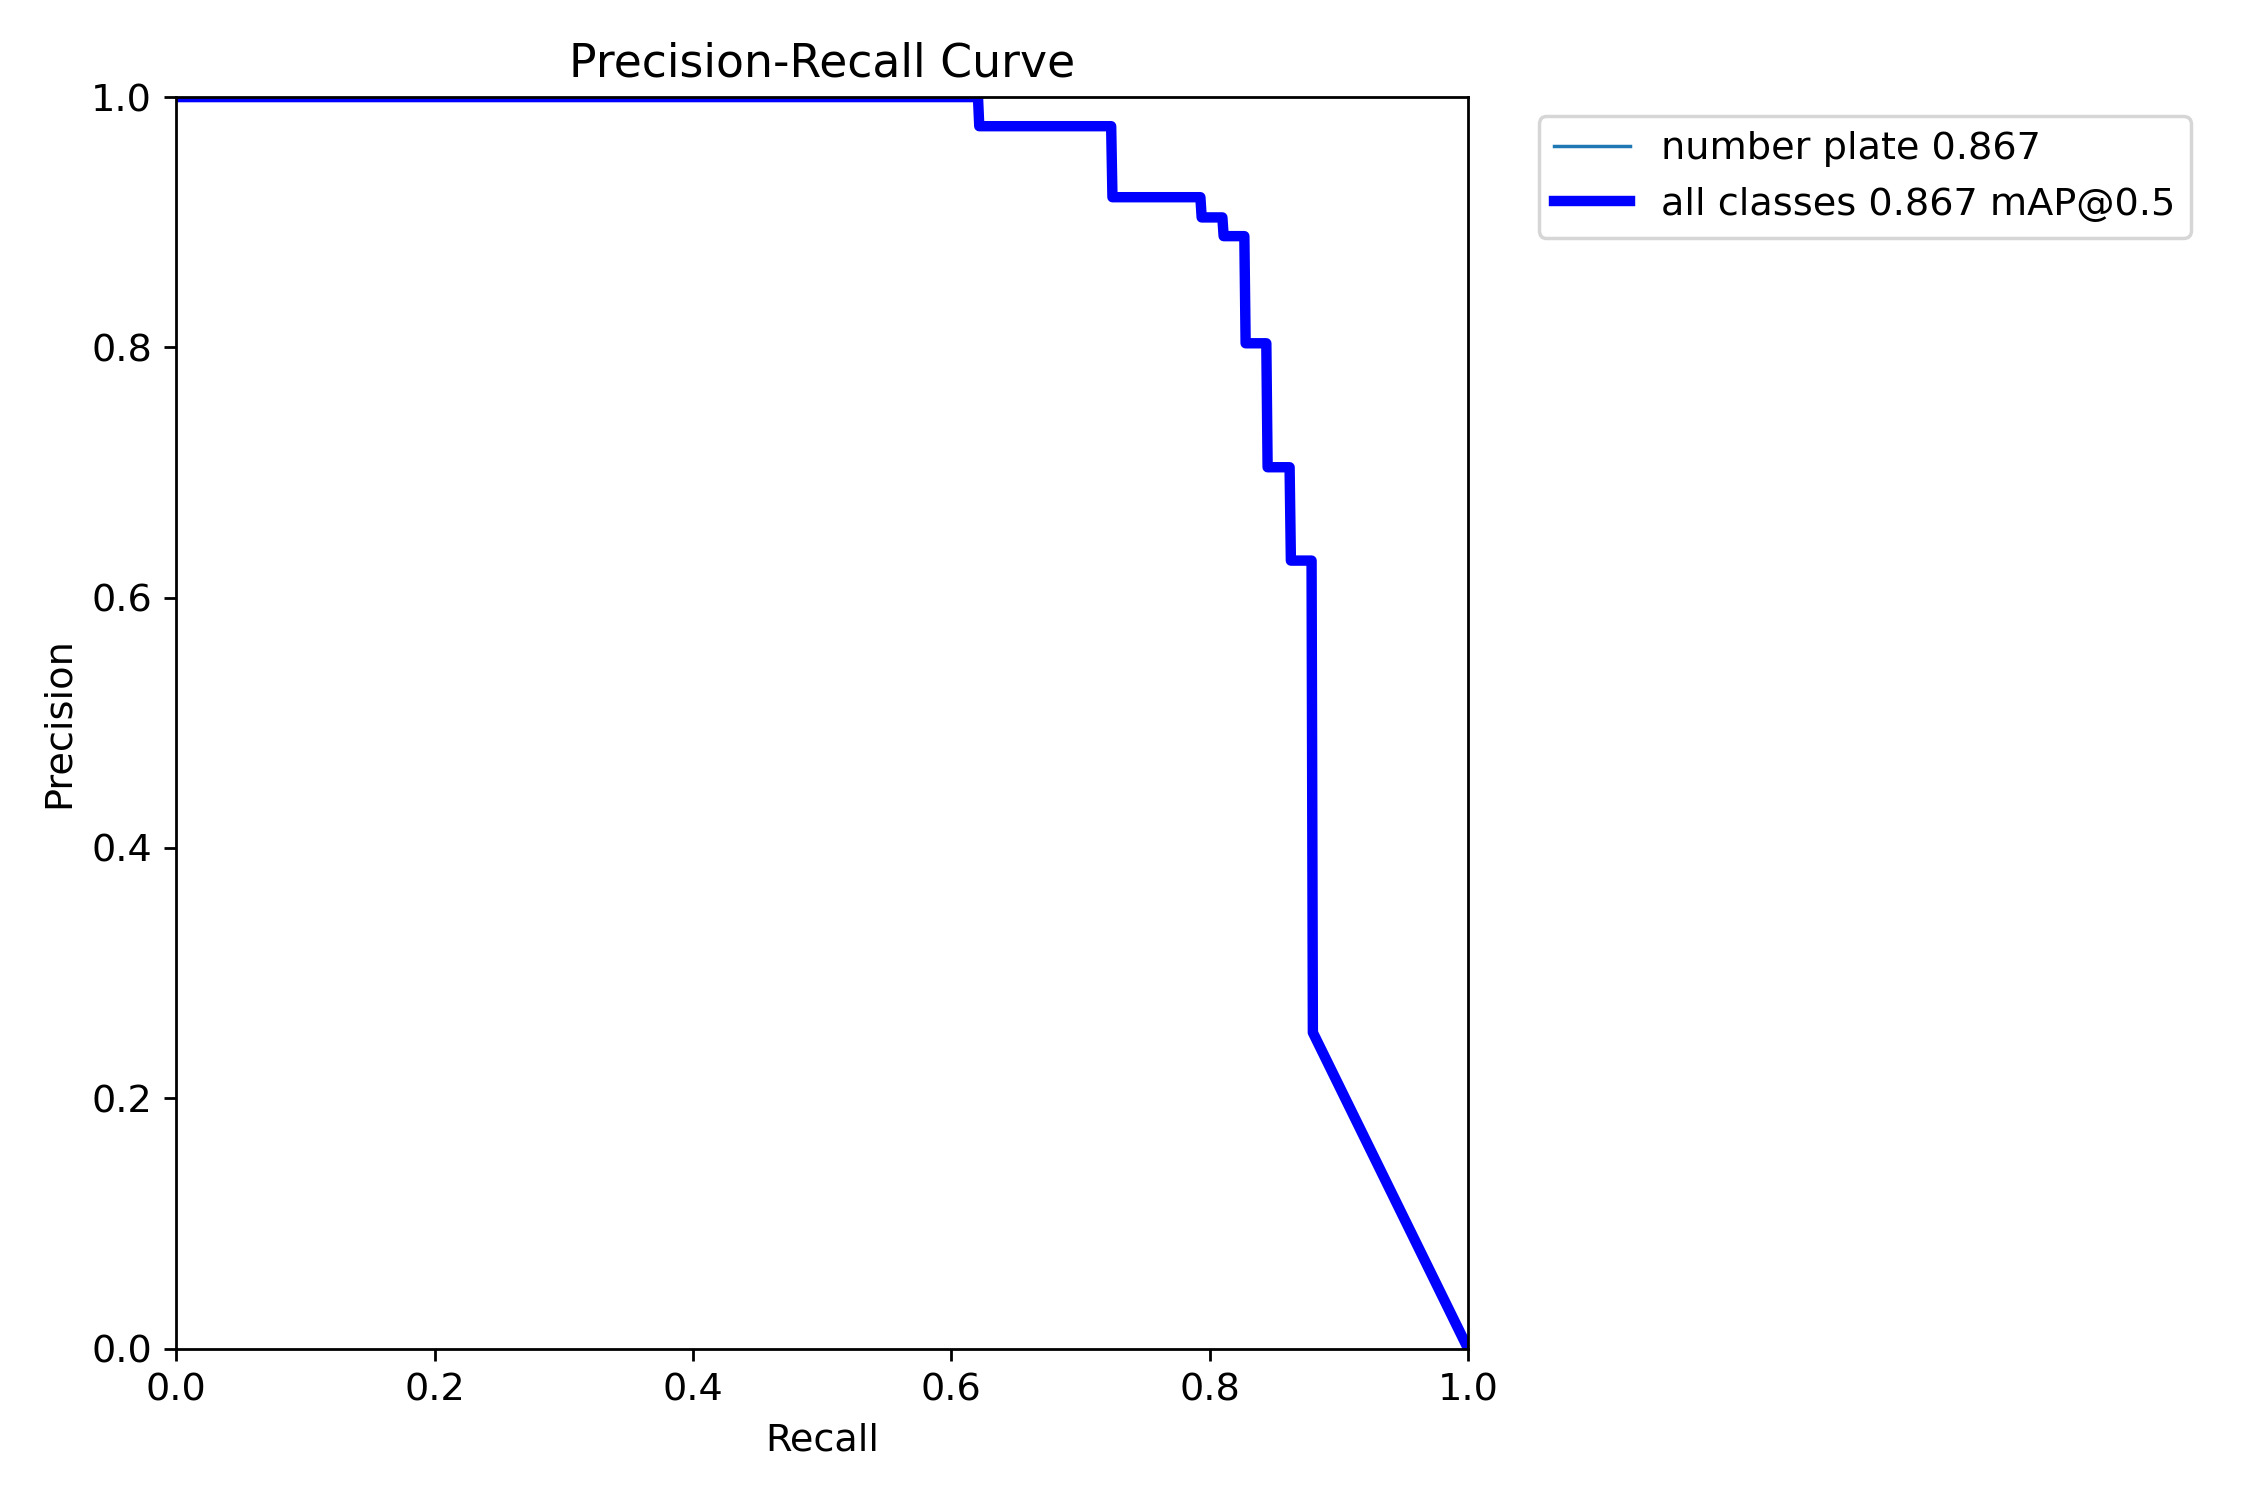 Precision-Recall Curve
1.0
0.8
0.6
0.4
0.2
0.0
Precision
0.0 0.2 0.4 0.6 0.8 1.0
Recall
number plate 0.867
all classes 0.867 mAP@0.5